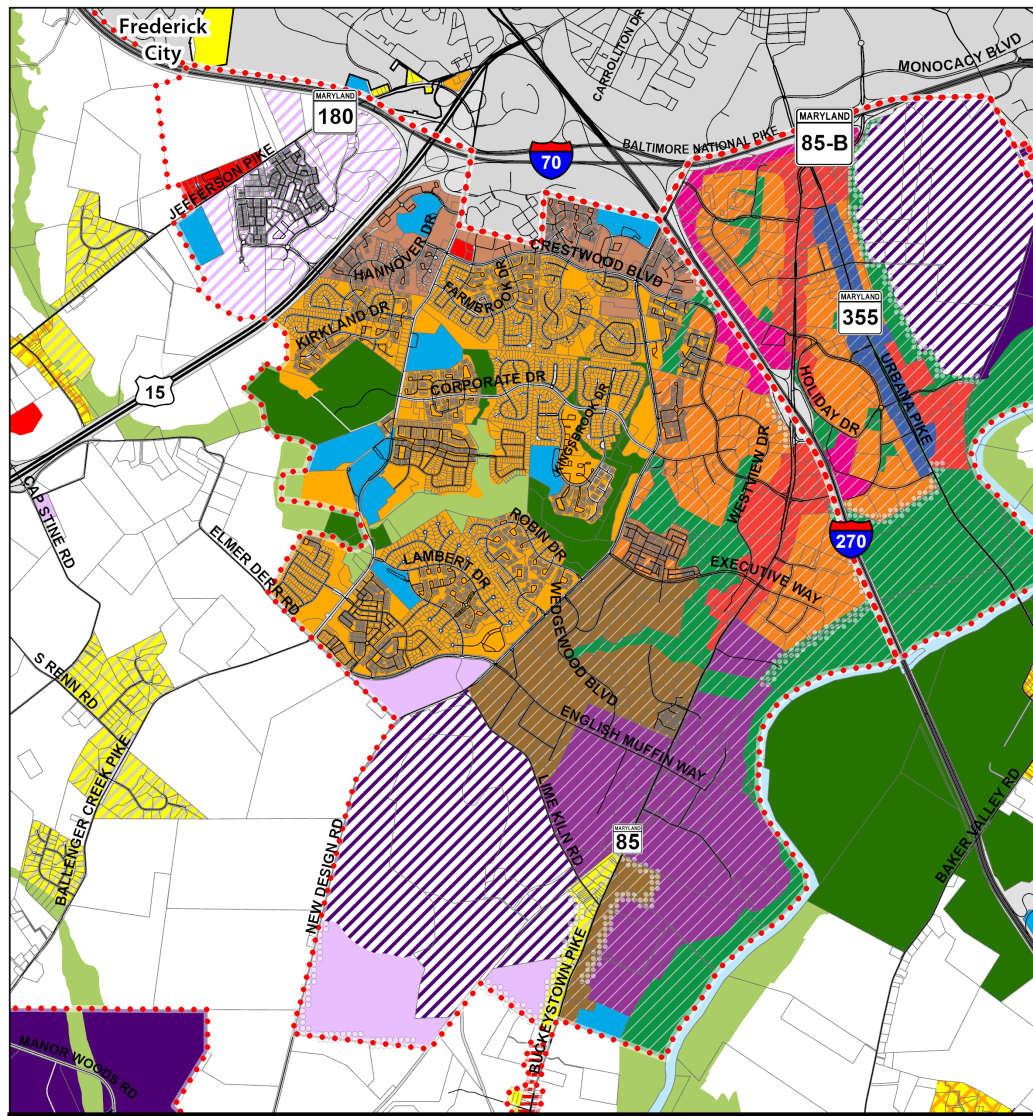 Frederick
City
CARROLLTON DR
MONOCACY BLVD
MARYLAND
180
MARYLAND
85-B
BALTIMORE NATIONAL PIKE
70
JEFFERSON PIKE
HANNOVER DR
CRESTWOOD BLVD
FARMBROOK DR
KIRKLAND DR
MARYLAND
355
URBANA PIKE
15
CORPORATE DR
HOLIDAY DR
KINGSBROOK DR
WESTVIEW DR
CAP STINE RD
ELMER DERR RD
ROBIN DR
270
LAMBERT DR
EXECUTIVE WAY
WEDGEWOOD BLVD
S RENN RD
ENGLISH MUFFIN WAY
BALLENGER CREEK PIKE
LIME KILN RD
NEW DESIGN RD
MARYLAND
85
BAKER VALLEY RD
BUCKEYSTOWN PIKE
MANOR WOODS RD